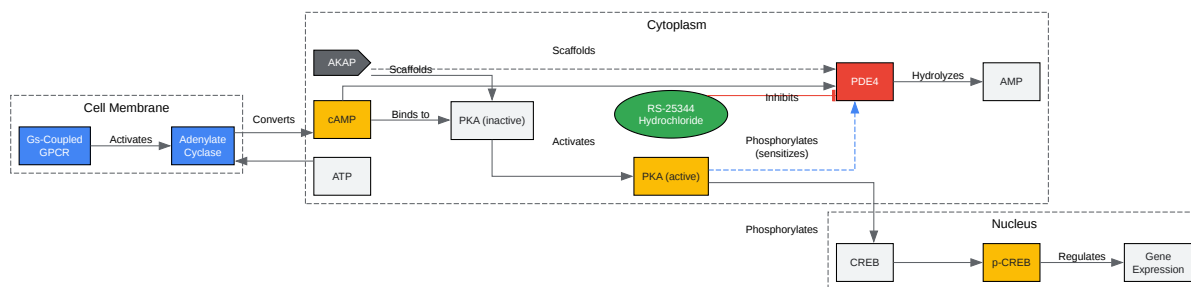 Cytoplasm
Scaffolds
AKAP
Scaffolds
PDE4
Hydrolyzes
AMP
Cell Membrane
cAMP
Binds to
PKA (inactive)
RS-25344
Hydrochloride
Inhibits
Converts
Gs-Coupled
GPCR
Activates
Adenylate
Cyclase
Activates
Phosphorylates
(sensitizes)
ATP
PKA (active)
Nucleus
Phosphorylates
CREB
p-CREB
Regulates
Gene
Expression